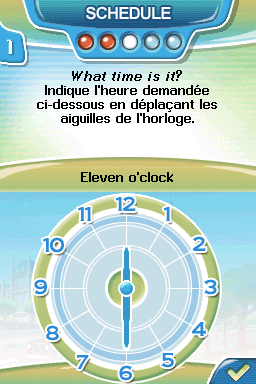 SCHEDULE
1
What time is it?
Indique l'heure demandée
ci-dessous en déplaçant les
aiguilles de l'horloge.
Eleven o'clock
12
1
2
3
4
5
6
7
8
9
10
11